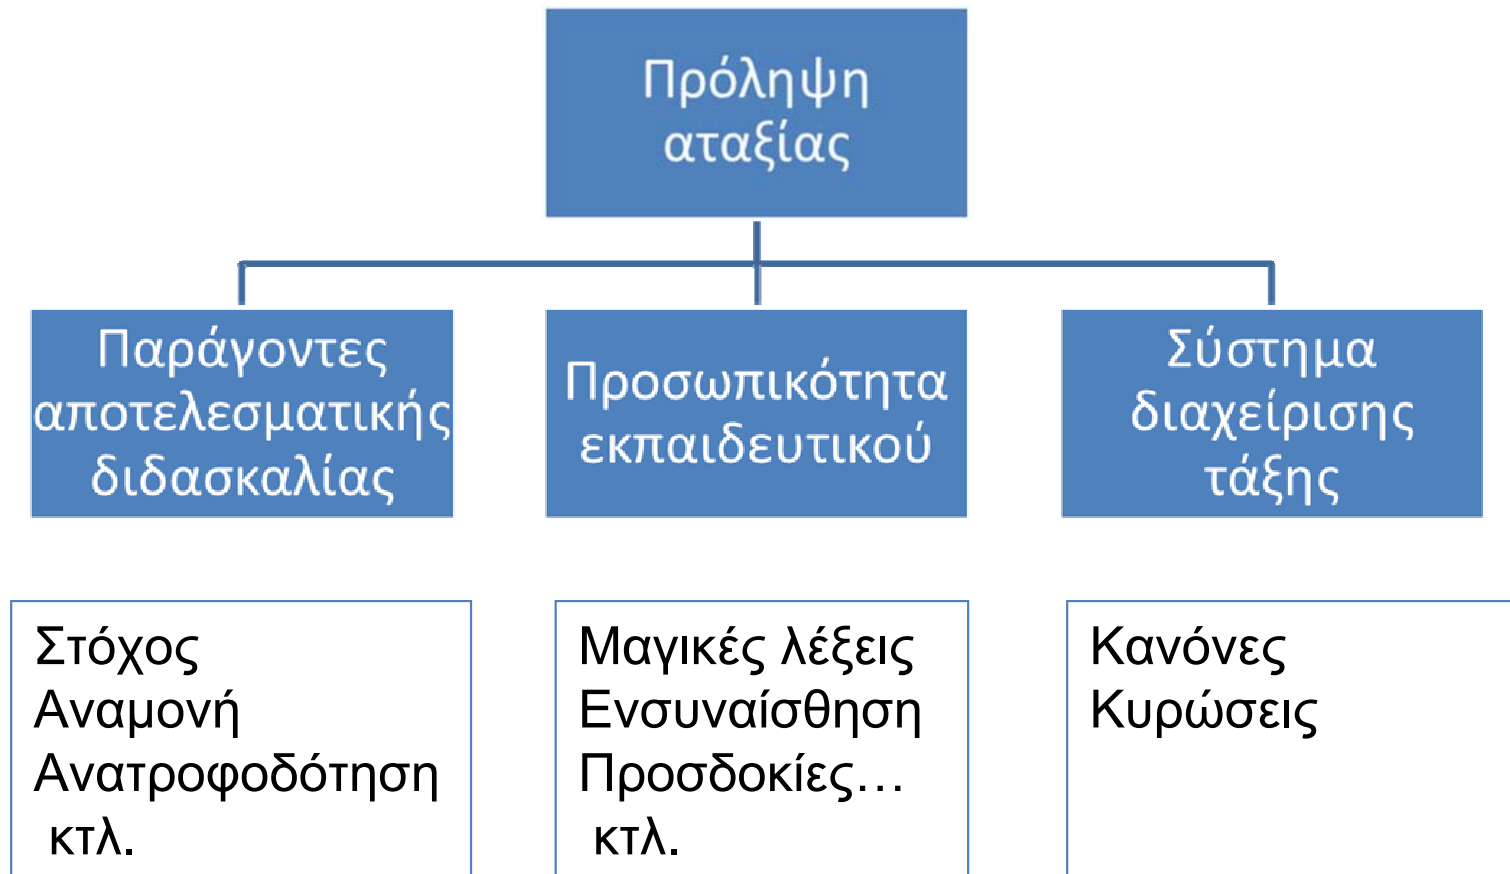 Πρόληψη
αταξίας
Παράγοντες
αποτελεσματικής
διδασκαλίας
Προσωπικότητα
εκπαιδευτικού
Σύστημα
διαχείρισης
τάξης
Στόχος
Αναμονή
Ανατροφοδότηση
κτλ.
Μαγικές λέξεις
Ενσυναίσθηση
Προσδοκίες…
κτλ.
Κανόνες
Κυρώσεις